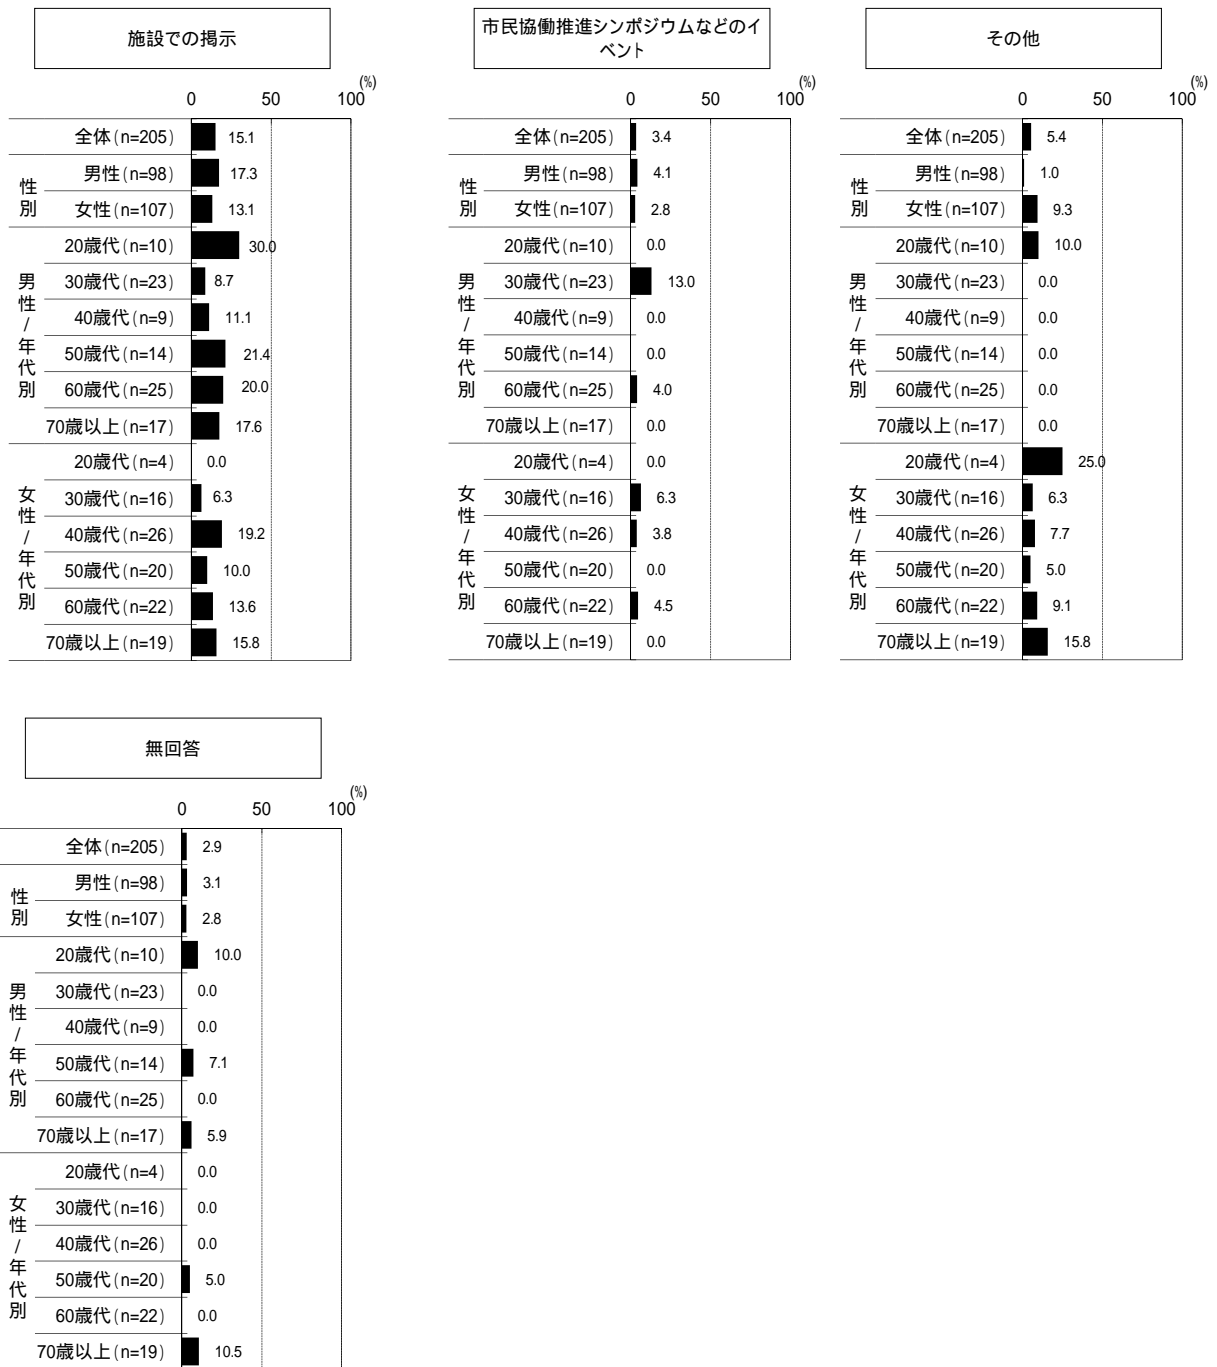 施設での掲示
(%)
0 50 100
全体(n=205) 15.1
性別
男性(n=98) 17.3
女性(n=107) 13.1
男性/年代別
20歳代(n=10) 30.0
30歳代(n=23) 8.7
40歳代(n=9) 11.1
50歳代(n=14) 21.4
60歳代(n=25) 20.0
70歳以上(n=17) 17.6
女性/年代別
20歳代(n=4) 0.0
30歳代(n=16) 6.3
40歳代(n=26) 19.2
50歳代(n=20) 10.0
60歳代(n=22) 13.6
70歳以上(n=19) 15.8
市民協働推進シンポジウムなどのイ
ベント
(%)
0 50 100
全体(n=205) 3.4
性別
男性(n=98) 4.1
女性(n=107) 2.8
男性/年代別
20歳代(n=10) 0.0
30歳代(n=23) 13.0
40歳代(n=9) 0.0
50歳代(n=14) 0.0
60歳代(n=25) 4.0
70歳以上(n=17) 0.0
女性/年代別
20歳代(n=4) 0.0
30歳代(n=16) 6.3
40歳代(n=26) 3.8
50歳代(n=20) 0.0
60歳代(n=22) 4.5
70歳以上(n=19) 0.0
その他
(%)
0 50 100
全体(n=205) 5.4
性別
男性(n=98) 1.0
女性(n=107) 9.3
男性/年代別
20歳代(n=10) 10.0
30歳代(n=23) 0.0
40歳代(n=9) 0.0
50歳代(n=14) 0.0
60歳代(n=25) 0.0
70歳以上(n=17) 0.0
女性/年代別
20歳代(n=4) 25.0
30歳代(n=16) 6.3
40歳代(n=26) 7.7
50歳代(n=20) 5.0
60歳代(n=22) 9.1
70歳以上(n=19) 15.8
無回答
(%)
0 50 100
全体(n=205) 2.9
性別
男性(n=98) 3.1
女性(n=107) 2.8
男性/年代別
20歳代(n=10) 10.0
30歳代(n=23) 0.0
40歳代(n=9) 0.0
50歳代(n=14) 7.1
60歳代(n=25) 0.0
70歳以上(n=17) 5.9
女性/年代別
20歳代(n=4) 0.0
30歳代(n=16) 0.0
40歳代(n=26) 0.0
50歳代(n=20) 5.0
60歳代(n=22) 0.0
70歳以上(n=19) 10.5